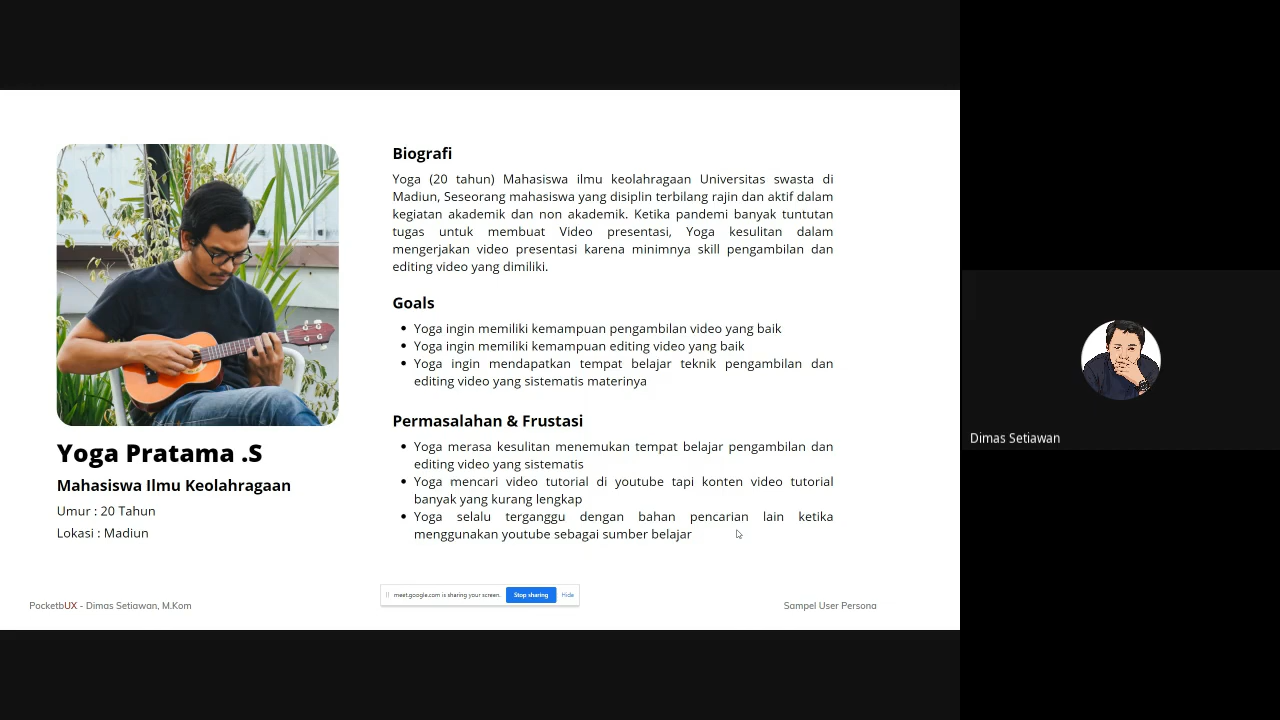 Biografi
Yoga (20 tahun) Mahasiswa ilmu keolahragaan Universitas swasta di
Madiun, Seseorang mahasiswa yang disiplin terbilang rajin dan aktif dalam
kegiatan akademik dan non akademik. Ketika pandemi banyak tuntutan
tugas untuk membuat Video presentasi, Yoga kesulitan dalam
mengerjakan video presentasi karena minimnya skill pengambilan dan
editing video yang dimiliki.
Goals
• Yoga ingin memiliki kemampuan pengambilan video yang baik
• Yoga ingin memiliki kemampuan editing video yang baik
• Yoga ingin mendapatkan tempat belajar teknik pengambilan dan
editing video yang sistematis materinya
Permasalahan & Frustasi
• Yoga merasa kesulitan menemukan tempat belajar pengambilan dan
editing video yang sistematis
• Yoga mencari video tutorial di youtube tapi konten video tutorial
banyak yang kurang lengkap
• Yoga selalu terganggu dengan bahan pencarian lain ketika
menggunakan youtube sebagai sumber belajar
Yoga Pratama .S
Mahasiswa Ilmu Keolahragaan
Umur : 20 Tahun
Lokasi : Madiun
meet.google.com is sharing your screen. Stop sharing Hide
PocketbUX - Dimas Setiawan, M.Kom
Sampel User Persona
Dimas Setiawan